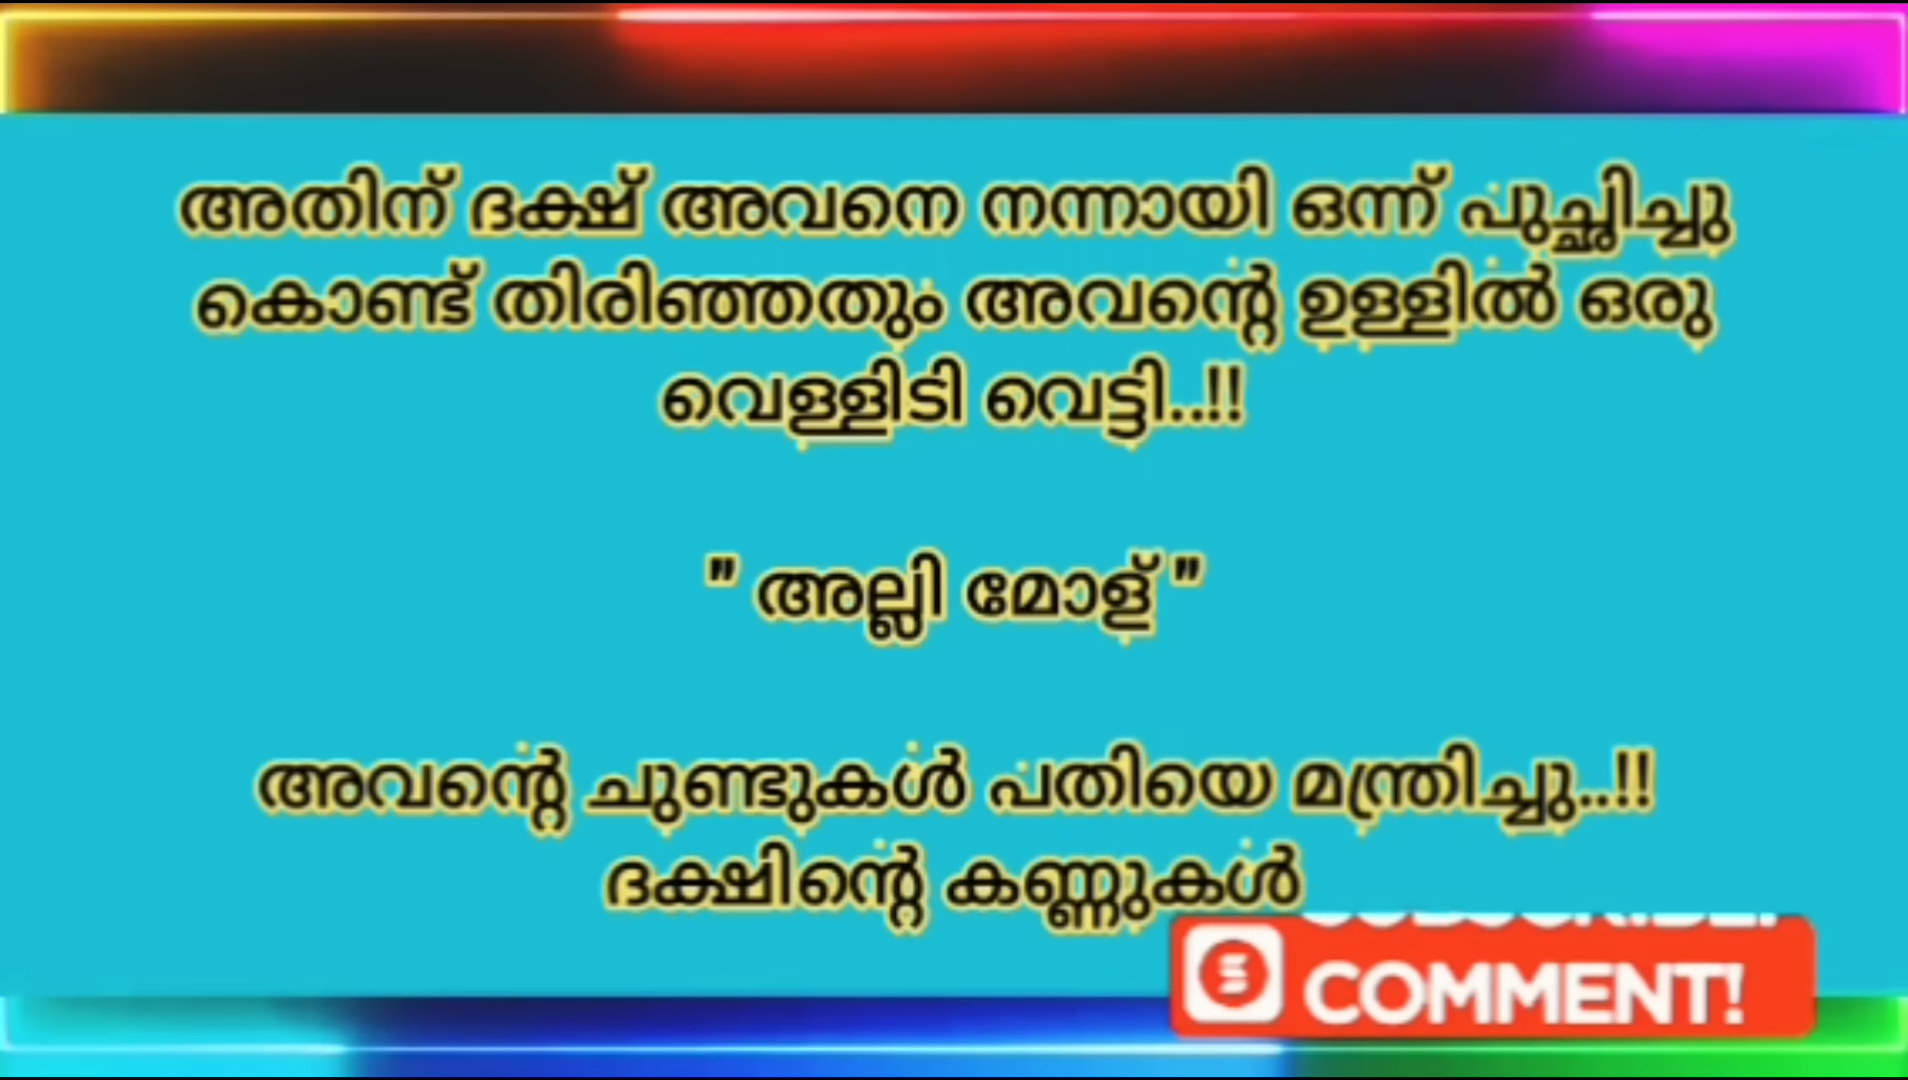 അതിന് ദക്ഷ് അവനെ നന്നായി ഒന്ന് പുച്ഛിച്ചു
കൊണ്ട് തിരിഞ്ഞതും അവന്റെ ഉള്ളിൽ ഒരു
വെള്ളിടി വെട്ടി..!!
" അല്ലി മോള് "
അവന്റെ ചുണ്ടുകൾ പതിയെ മന്ത്രിച്ചു..!!
ദക്ഷിന്റെ കണ്ണുകൾ
COMMENT!